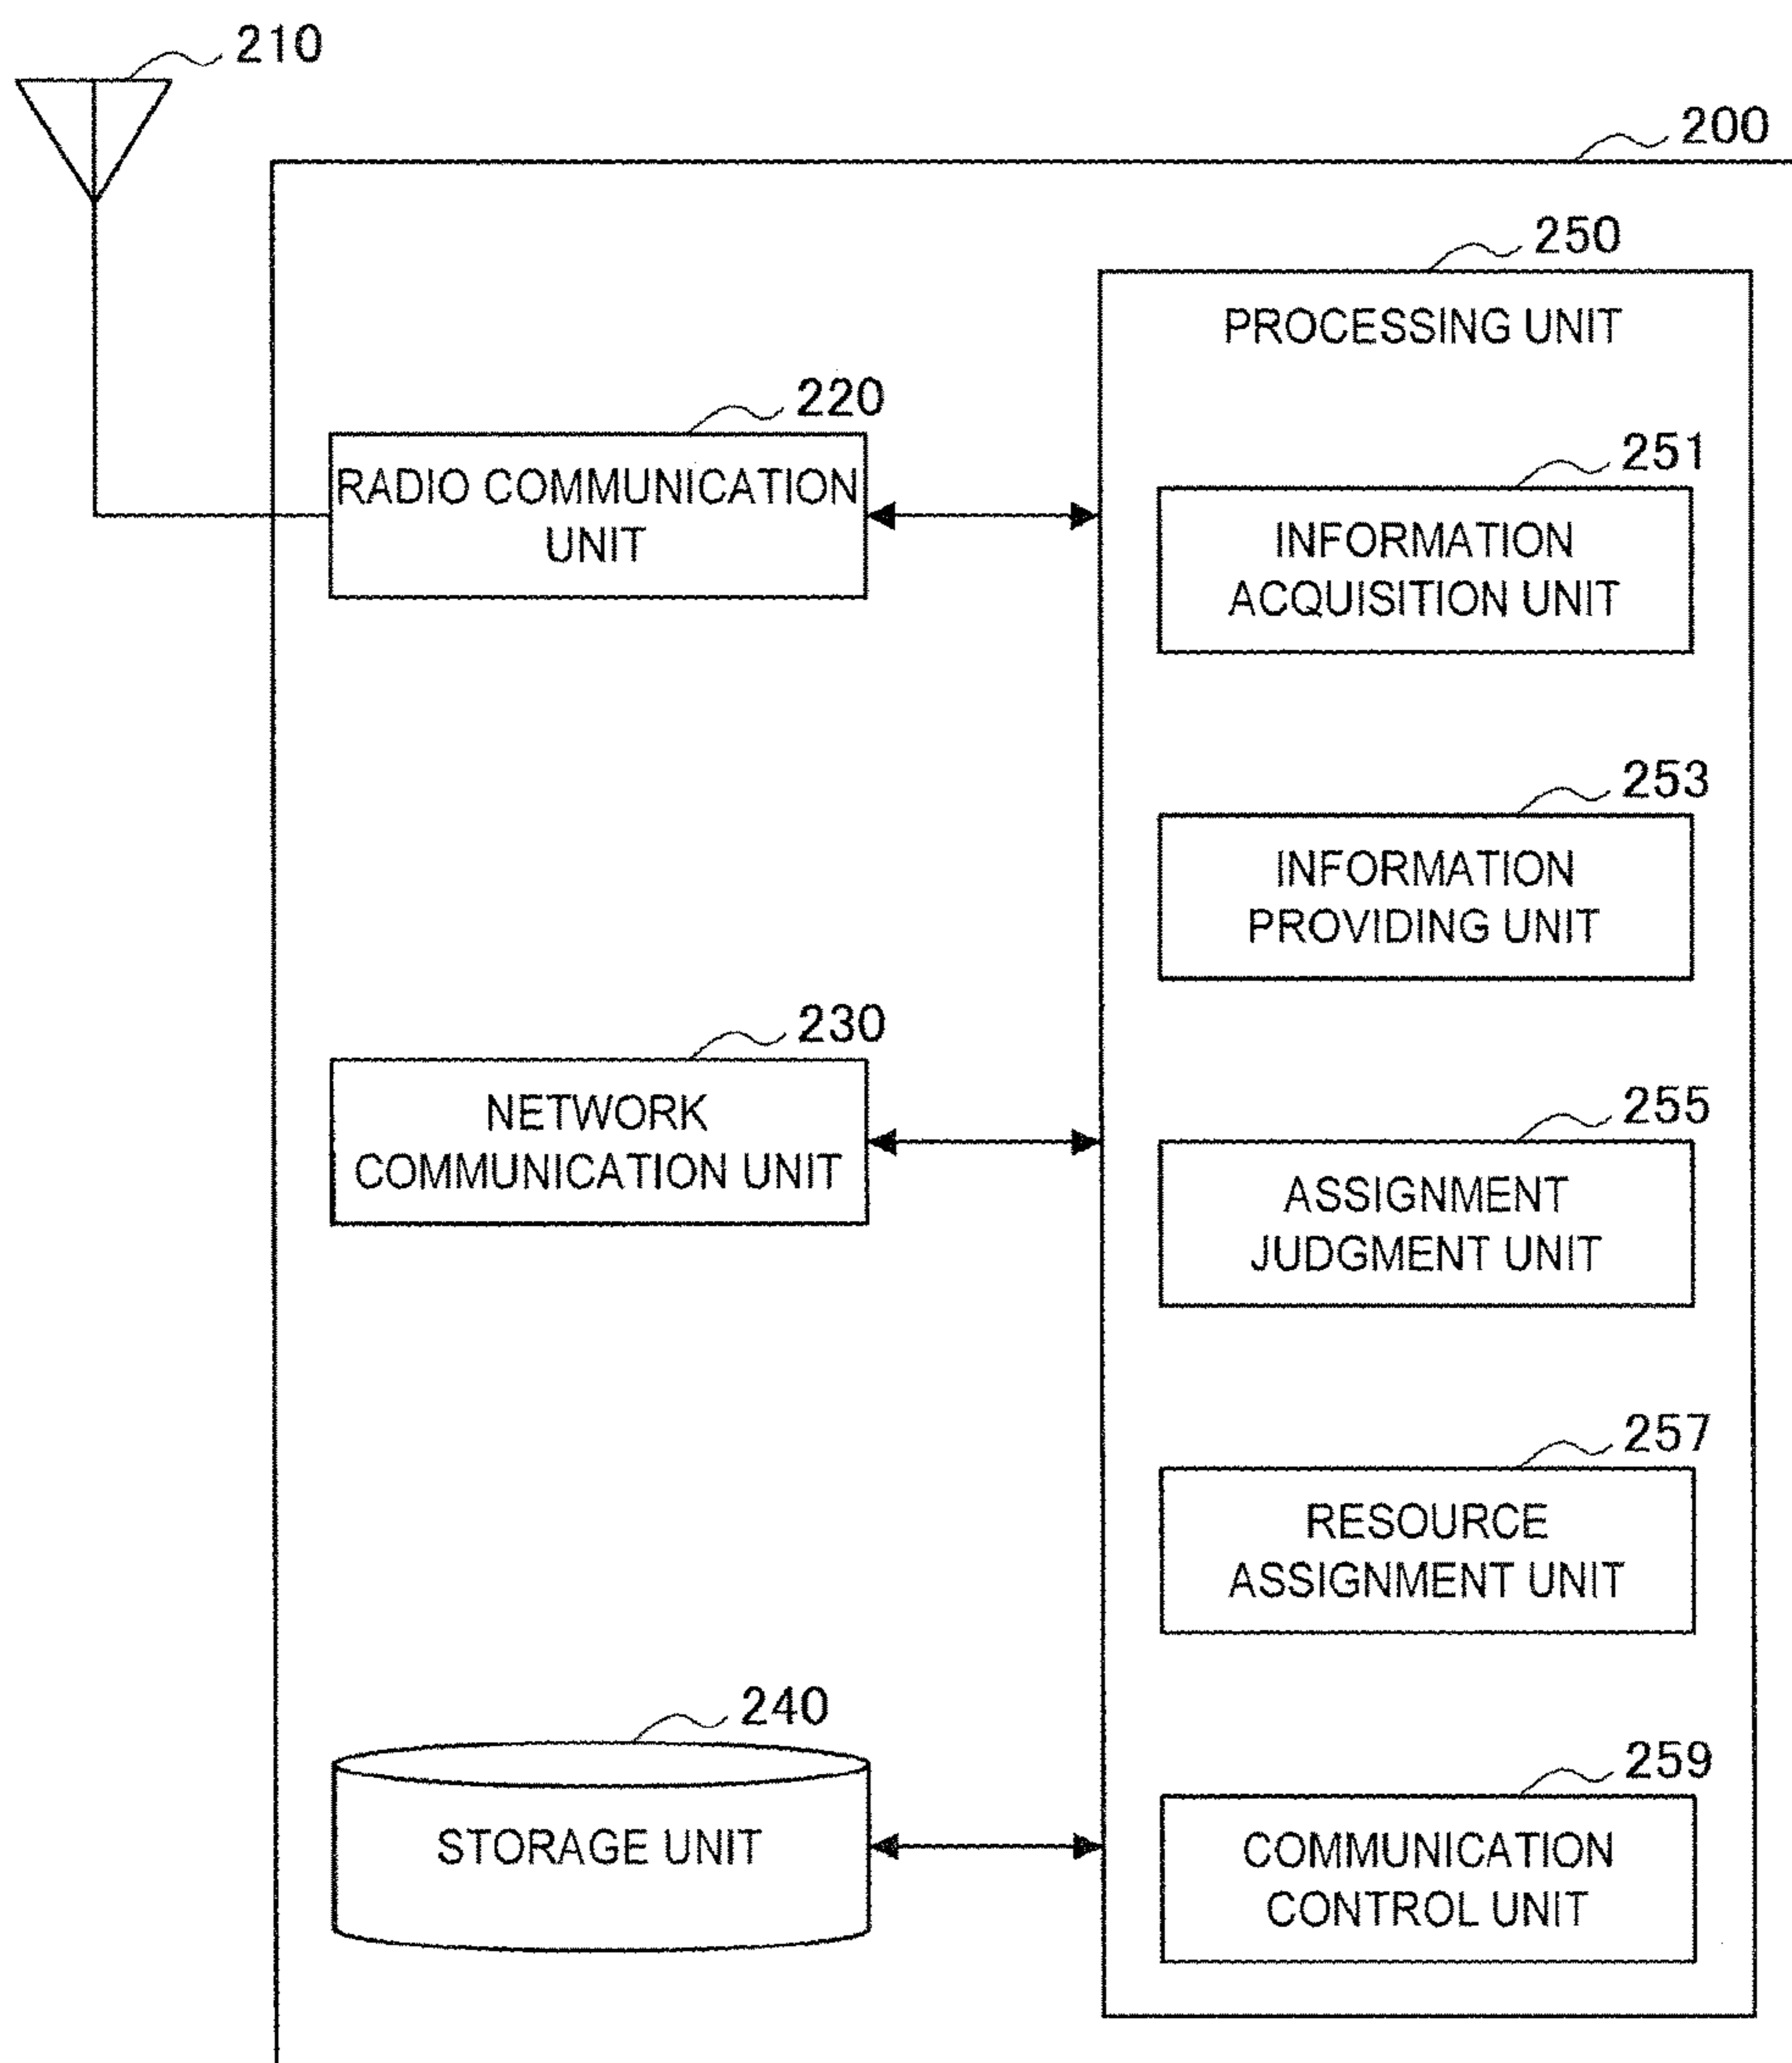 210
200
250
PROCESSING UNIT
220
RADIO COMMUNICATION
UNIT
251
INFORMATION
ACQUISITION UNIT
253
INFORMATION
PROVIDING UNIT
230
NETWORK
COMMUNICATION UNIT
255
ASSIGNMENT
JUDGMENT UNIT
257
RESOURCE
ASSIGNMENT UNIT
240
STORAGE UNIT
259
COMMUNICATION
CONTROL UNIT